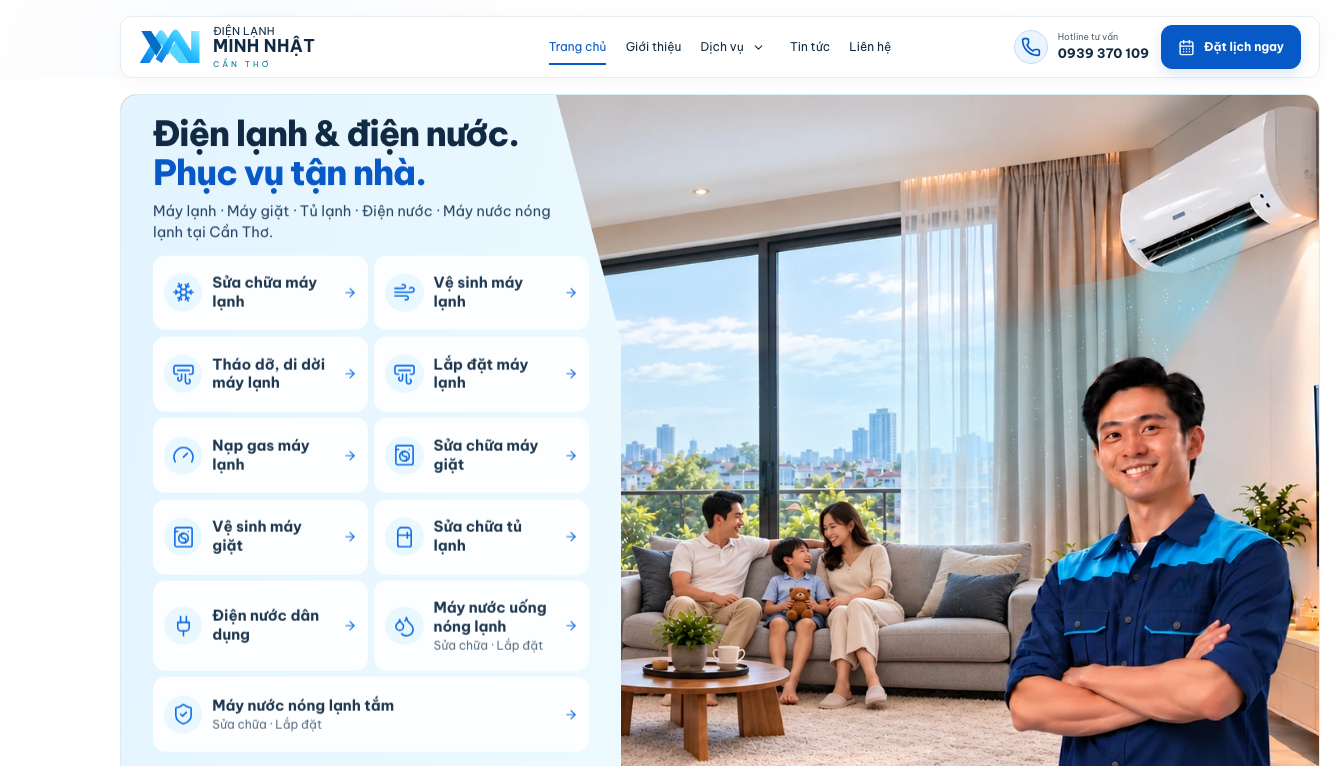 ĐIỆN LẠNH
MINH NHẬT
CẦN THƠ
Trang chủ
Giới thiệu
Dịch vụ
Tin tức
Liên hệ
Hotline tư vấn
0939 370 109
Đặt lịch ngay
Điện lạnh & điện nước.
Phục vụ tận nhà.
Máy lạnh · Máy giặt · Tủ lạnh · Điện nước · Máy nước nóng
lạnh tại Cần Thơ.
Sửa chữa máy
lạnh
Vệ sinh máy
lạnh
Tháo dỡ, di dời
máy lạnh
Lắp đặt máy
lạnh
Nạp gas máy
lạnh
Sửa chữa máy
giặt
Vệ sinh máy
giặt
Sửa chữa tủ
lạnh
Điện nước dân
dụng
Máy nước uống
nóng lạnh
Sửa chữa · Lắp đặt
Máy nước nóng lạnh tắm
Sửa chữa · Lắp đặt